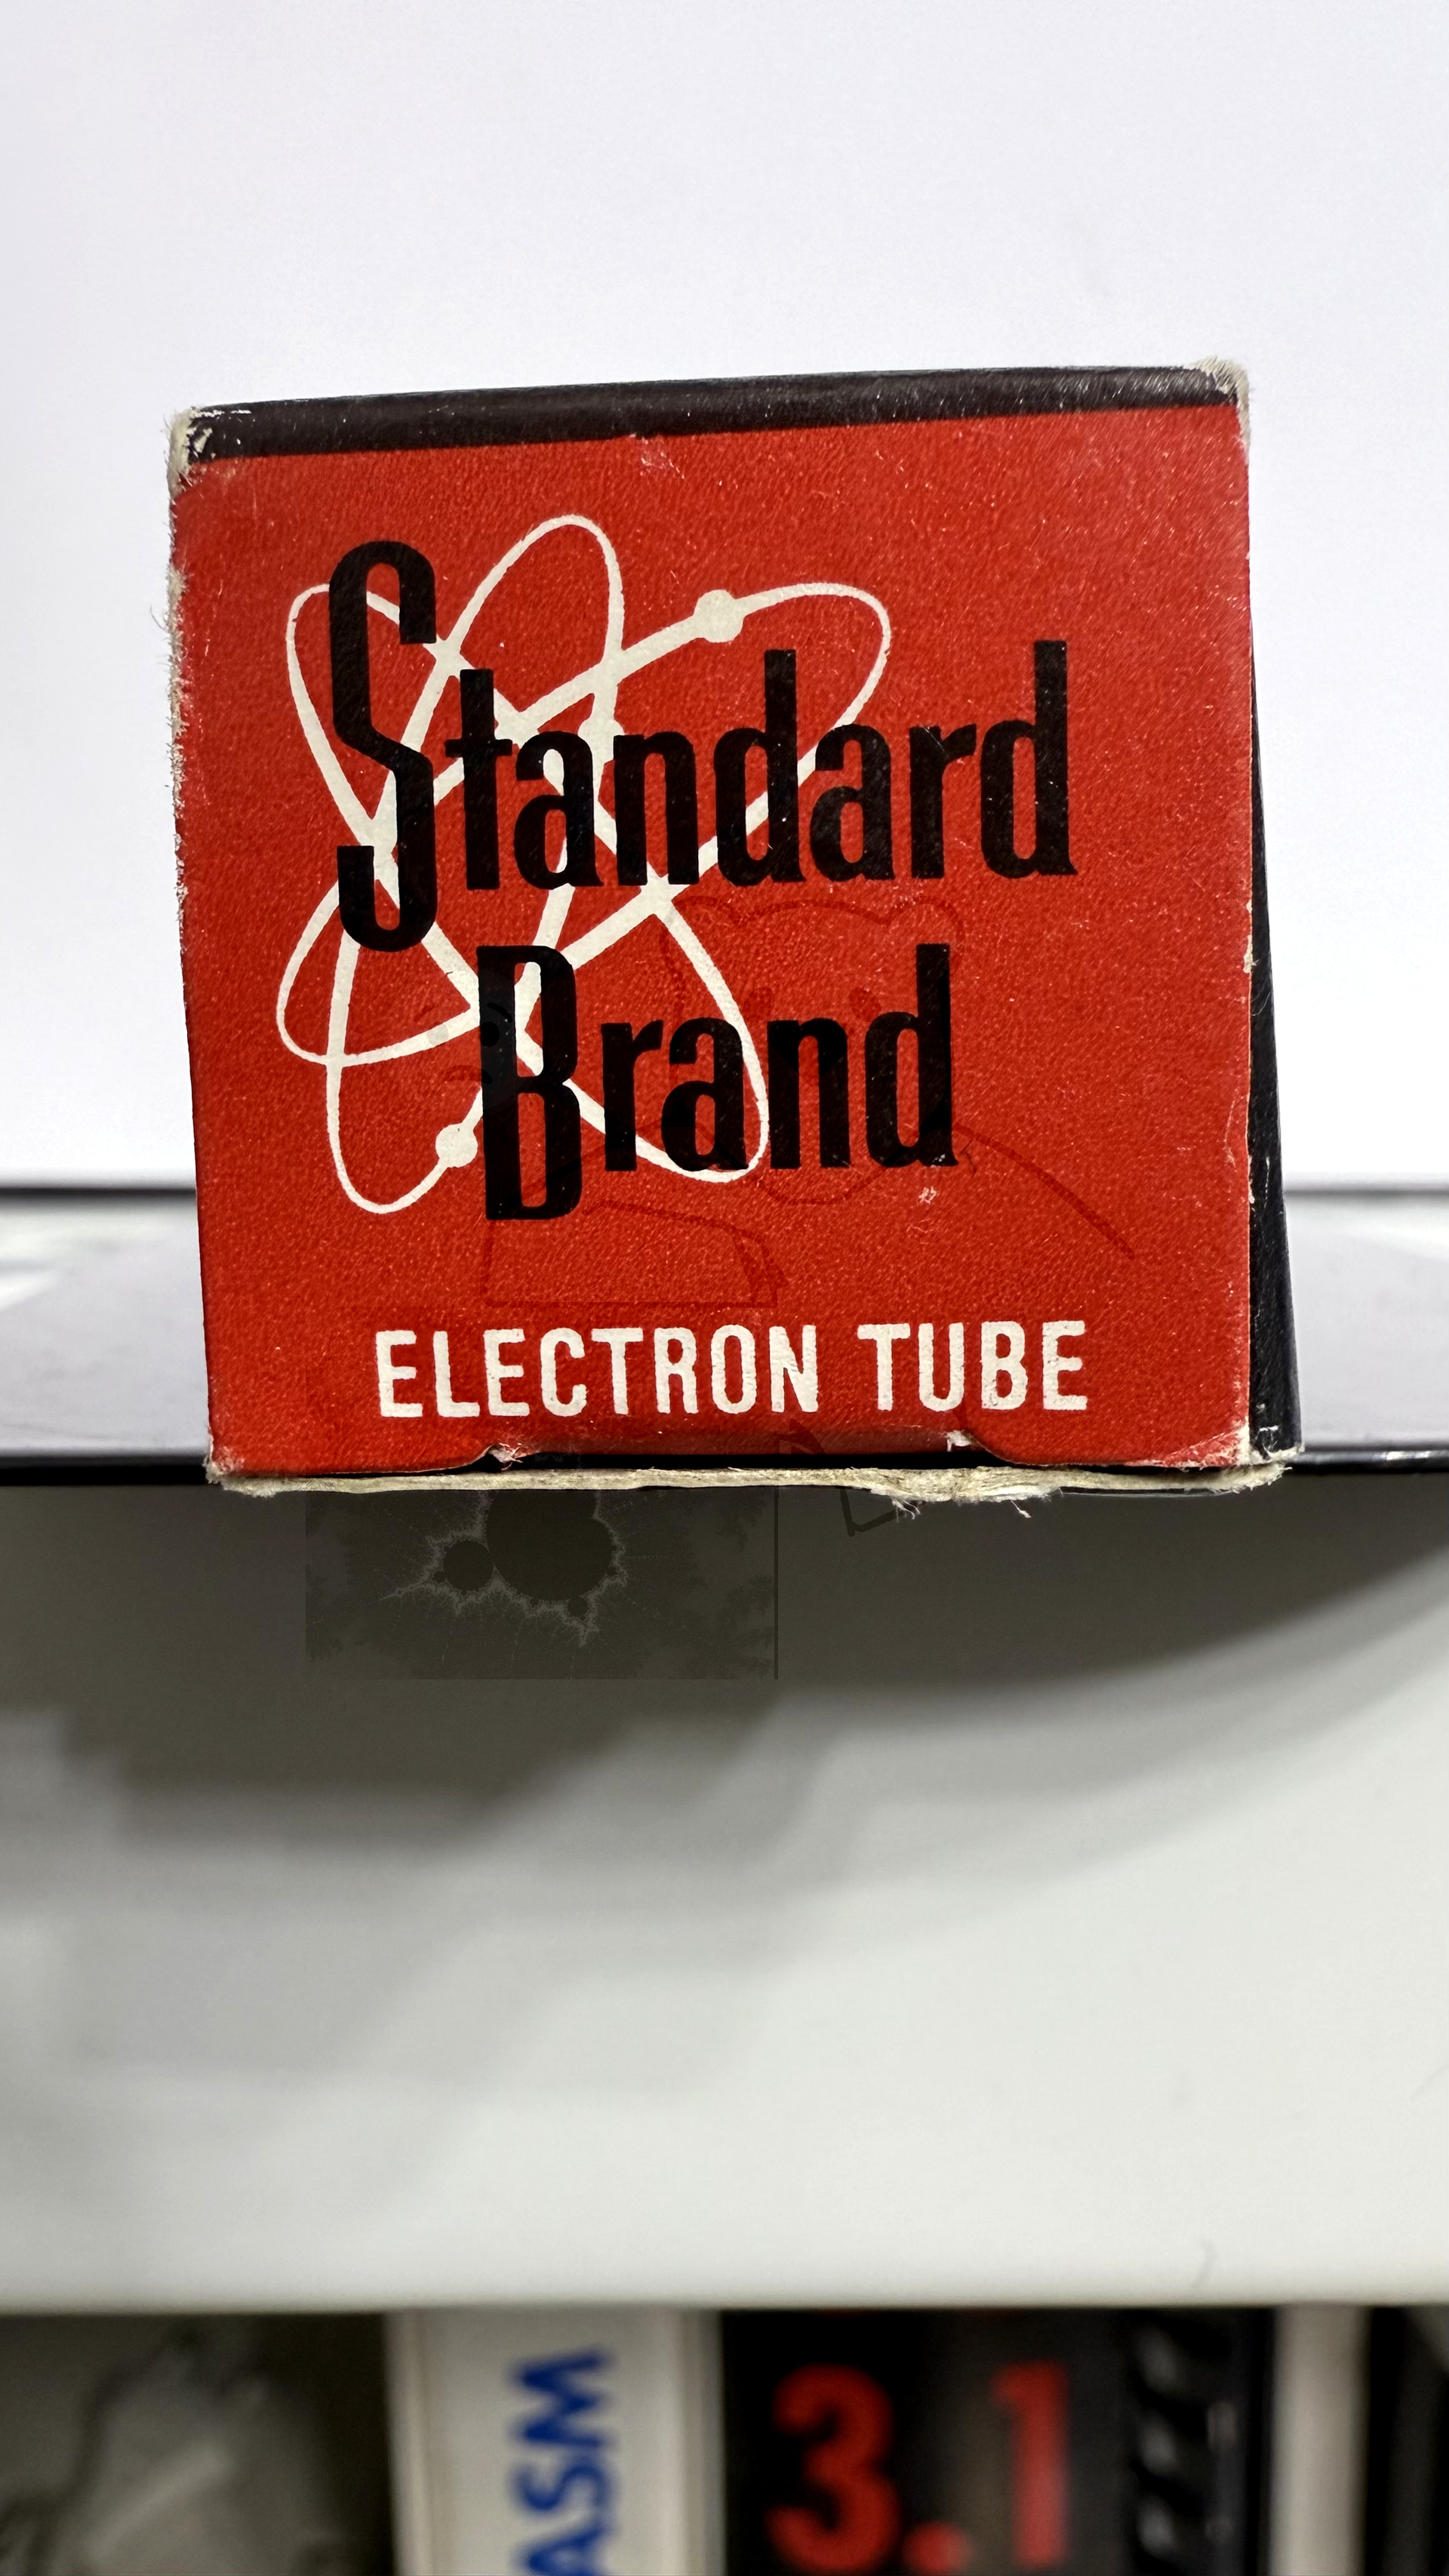 Standard
Brand
ELECTRON TUBE
ASM
3.1